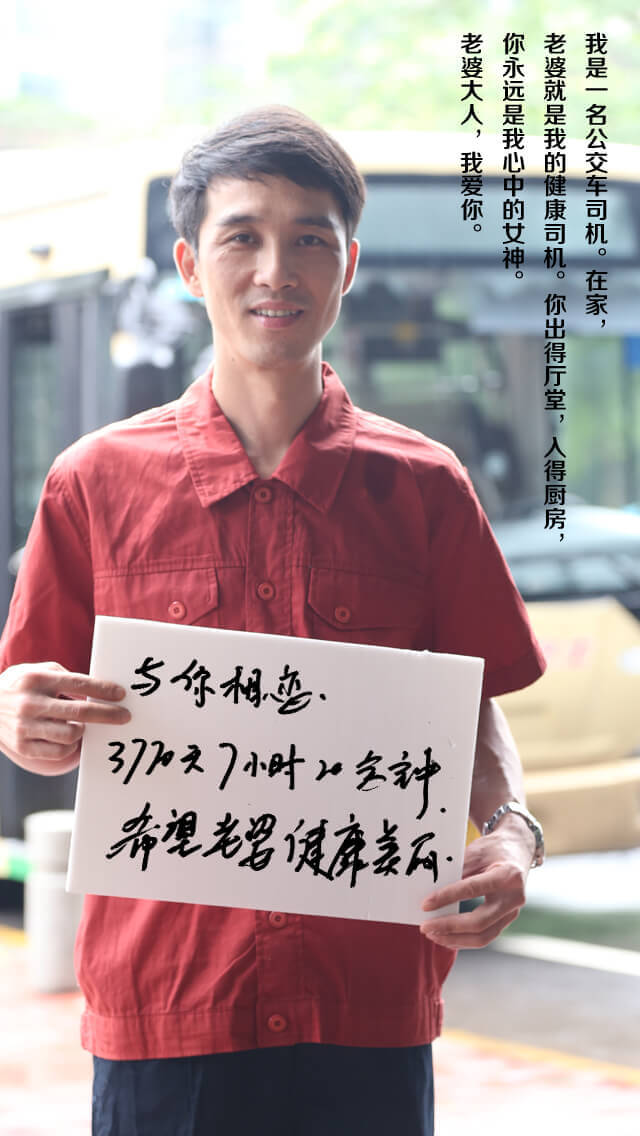 我是一名公交车司机。在家，
老婆就是我的健康司机。你出得厅堂，入得厨房，
你永远是我心中的女神。
老婆大人，我爱你。
与你相恋.
3770天7小时20分钟.
希望老婆健康美丽.